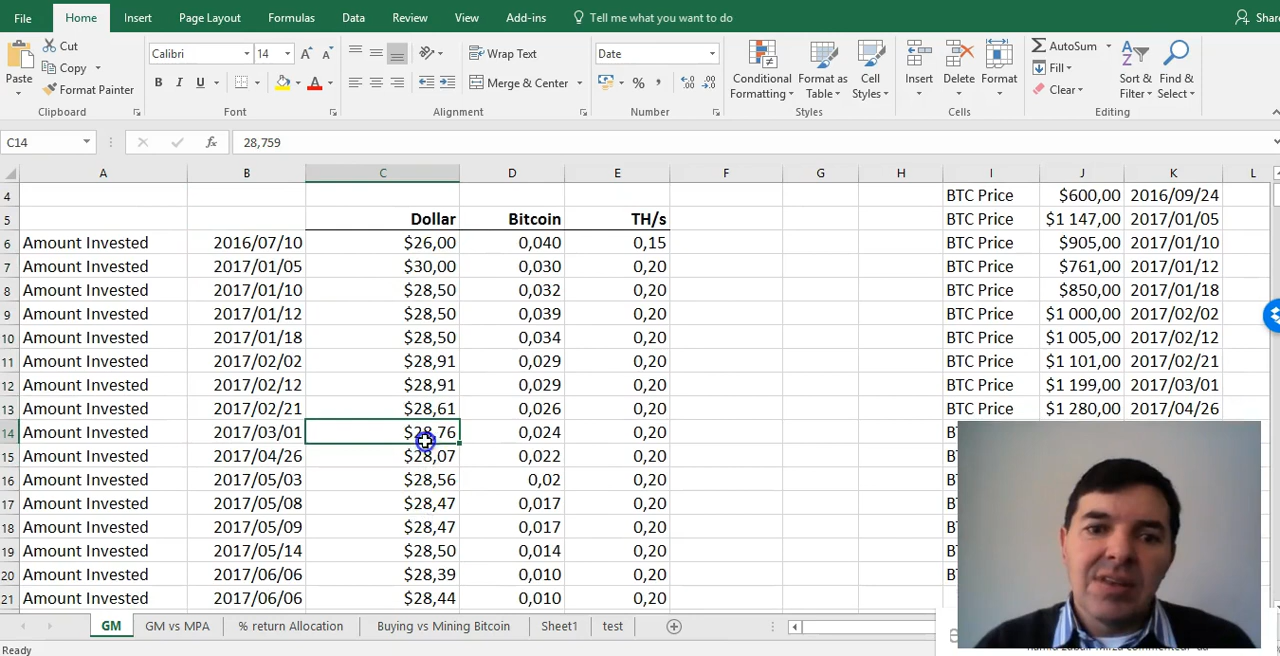 File Home Insert Page Layout Formulas Data Review View Add-ins Tell me what you want to do Share
Cut Calibri 14 Wrap Text Date AutoSum
Paste Copy Merge & Center Conditional Formatting Format as Table Cell Styles Insert Delete Format Fill Sort & Filter Find & Select
Format Painter B I U Clear
Clipboard Font Alignment Number Styles Cells Editing
C14 fx 28,759
A B C D E F G H I J K L
4 BTC Price $600,00 2016/09/24
5 Dollar Bitcoin TH/s BTC Price $1 147,00 2017/01/05
6 Amount Invested 2016/07/10 $26,00 0,040 0,15 BTC Price $905,00 2017/01/10
7 Amount Invested 2017/01/05 $30,00 0,030 0,20 BTC Price $761,00 2017/01/12
8 Amount Invested 2017/01/10 $28,50 0,032 0,20 BTC Price $850,00 2017/01/18
9 Amount Invested 2017/01/12 $28,50 0,039 0,20 BTC Price $1 000,00 2017/02/02
10 Amount Invested 2017/01/18 $28,50 0,034 0,20 BTC Price $1 005,00 2017/02/12
11 Amount Invested 2017/02/02 $28,91 0,029 0,20 BTC Price $1 101,00 2017/02/21
12 Amount Invested 2017/02/12 $28,91 0,029 0,20 BTC Price $1 199,00 2017/03/01
13 Amount Invested 2017/02/21 $28,61 0,026 0,20 BTC Price $1 280,00 2017/04/26
14 Amount Invested 2017/03/01 $28,76 0,024 0,20
15 Amount Invested 2017/04/26 $28,07 0,022 0,20
16 Amount Invested 2017/05/03 $28,56 0,02 0,20
17 Amount Invested 2017/05/08 $28,47 0,017 0,20
18 Amount Invested 2017/05/09 $28,47 0,017 0,20
19 Amount Invested 2017/05/14 $28,50 0,014 0,20
20 Amount Invested 2017/06/06 $28,39 0,010 0,20
21 Amount Invested 2017/06/06 $28,44 0,010 0,20
GM GM vs MPA % return Allocation Buying vs Mining Bitcoin Sheet1 test
Ready